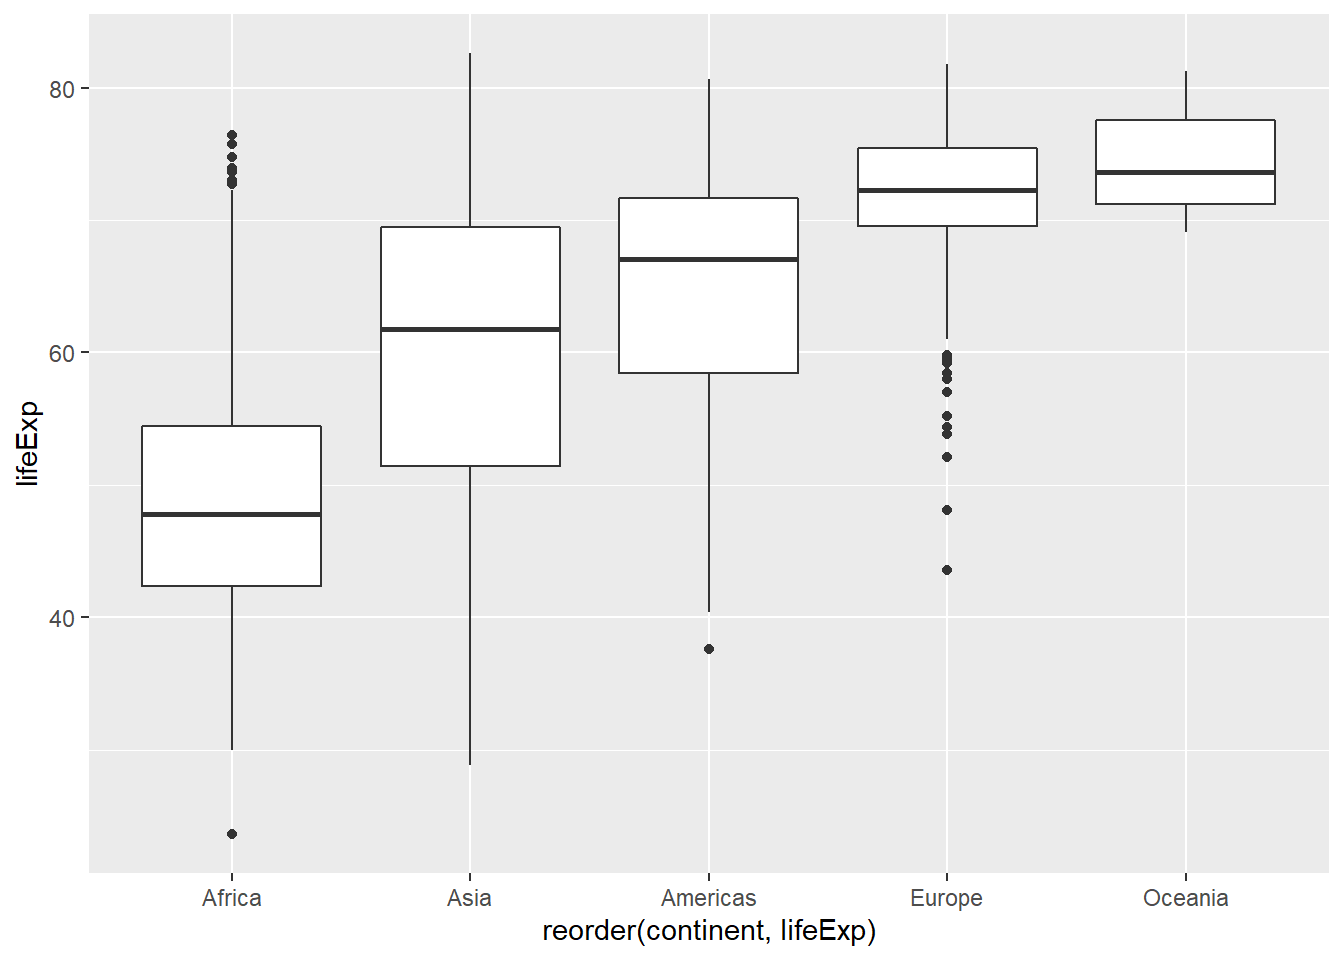 80
60
40
lifeExp
Africa Asia Americas Europe Oceania
reorder(continent, lifeExp)